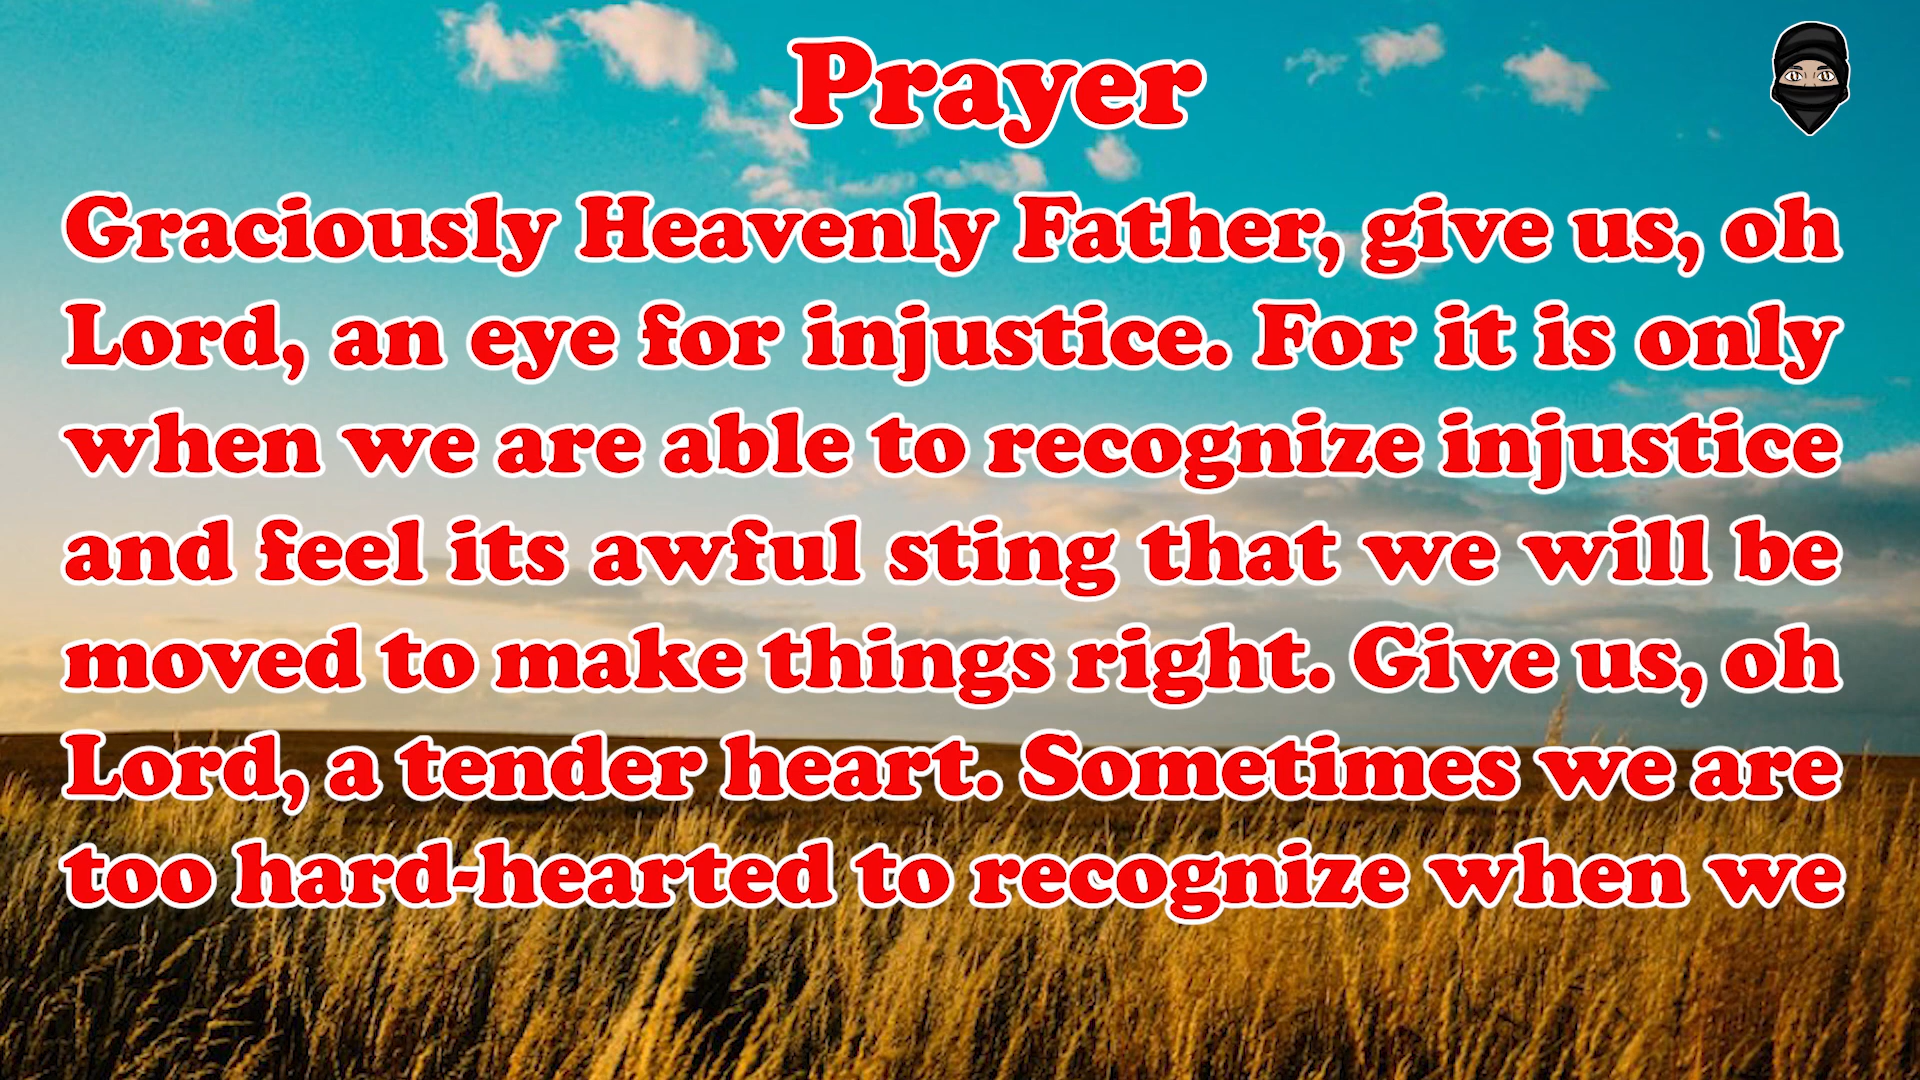 Prayer
Graciously Heavenly Father, give us, oh
Lord, an eye for injustice. For it is only
when we are able to recognize injustice
and feel its awful sting that we will be
moved to make things right. Give us, oh
Lord, a tender heart. Sometimes we are
too hard-hearted to recognize when we